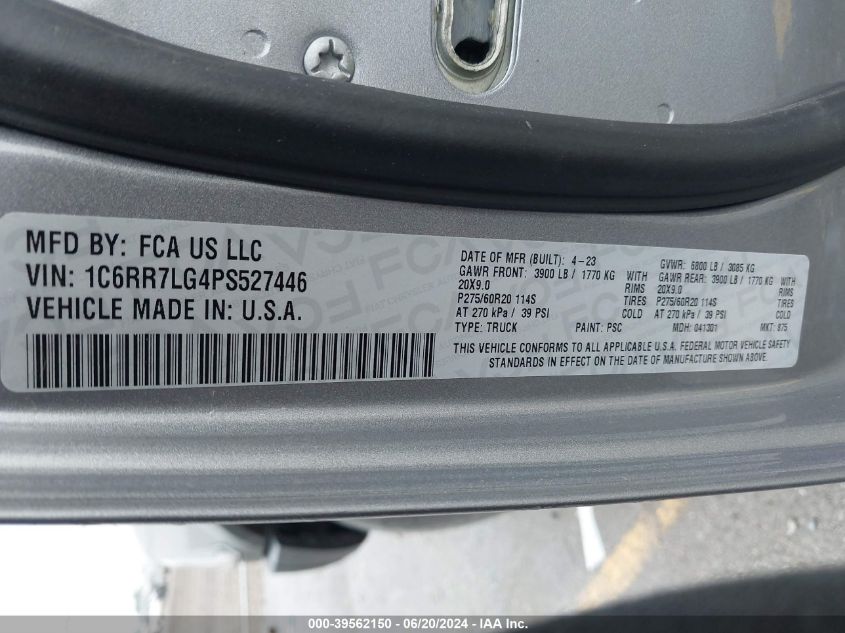 MFD BY: FCA US LLC
VIN: 1C6RR7LG4PS527446
VEHICLE MADE IN: U.S.A.
DATE OF MFR (BUILT): 4-23 GVWR: 6800 LB / 3085 KG
GAWR FRONT: 3900 LB / 1770 KG GAWR REAR: 3900 LB / 1770 KG
20X9.0 RIMS 20X9.0 RIMS
P275/60R20 114S TIRES P275/60R20 114S TIRES
AT 270 kPa / 39 PSI COLD AT 270 kPa / 39 PSI COLD
TYPE: TRUCK PAINT: PSC MDH: 041301 MKT: 875
THIS VEHICLE CONFORMS TO ALL APPLICABLE U.S.A. FEDERAL MOTOR VEHICLE SAFETY
STANDARDS IN EFFECT ON THE DATE OF MANUFACTURE SHOWN ABOVE.
000-39562150 - 06/20/2024 - IAA Inc.